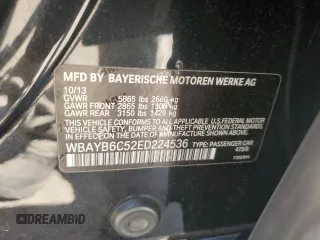 MFD BY BAYERISCHE MOTOREN WERKE AG
10/13
GVWR 5865 lbs 2660 kg
GAWR FRONT 2865 lbs 1300 kg
GAWR REAR 3150 lbs 1429 kg
THIS VEHICLE CONFORMS TO ALL APPLICABLE U.S. FEDERAL MOTOR
VEHICLE SAFETY, BUMPER, AND THEFT PREVENTION STANDARDS
IN EFFECT ON THE DATE OF MANUFACTURE SHOWN ABOVE.
WBAYB6C52ED224536 TYPE: PASSENGER CAR
DREAMBID